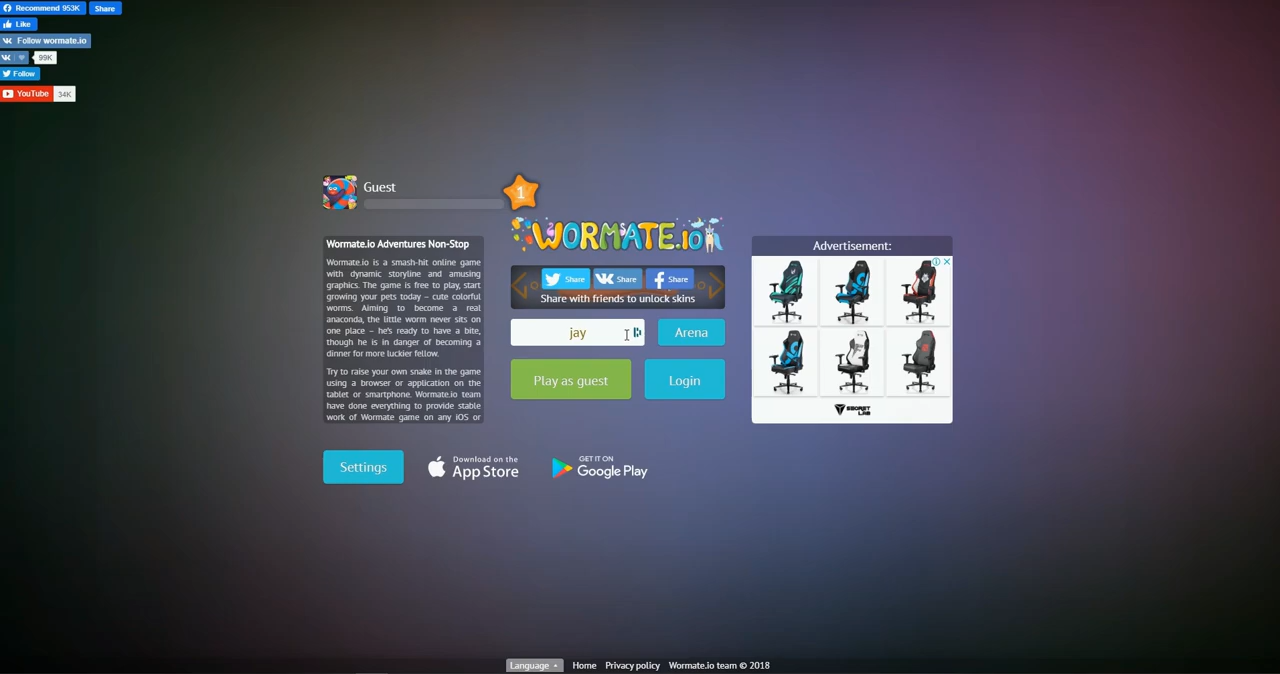 Recommend 953K
Share
Like
Follow wormate.io
99K
Follow
YouTube 34K
Guest
1
WORMATE.io
Wormate.io Adventures Non-Stop
Wormate.io is a smash-hit online game
with dynamic storyline and amusing
graphics. The game is free to play, start
growing your pets today – cute colorful
worms. Aiming to become a real
anaconda, the little worm never sits on
one place – he's ready to have a bite,
though he is in danger of becoming a
dinner for more luckier fellow.
Try to raise your own snake in the game
using a browser or application on the
tablet or smartphone. Wormate.io team
have done everything to provide stable
work of Wormate game on any iOS or
Share Share Share
Share with friends to unlock skins
jay
Arena
Play as guest
Login
Advertisement:
SECRET
LAB
Settings
Download on the
App Store
GET IT ON
Google Play
Language
Home
Privacy policy
Wormate.io team © 2018